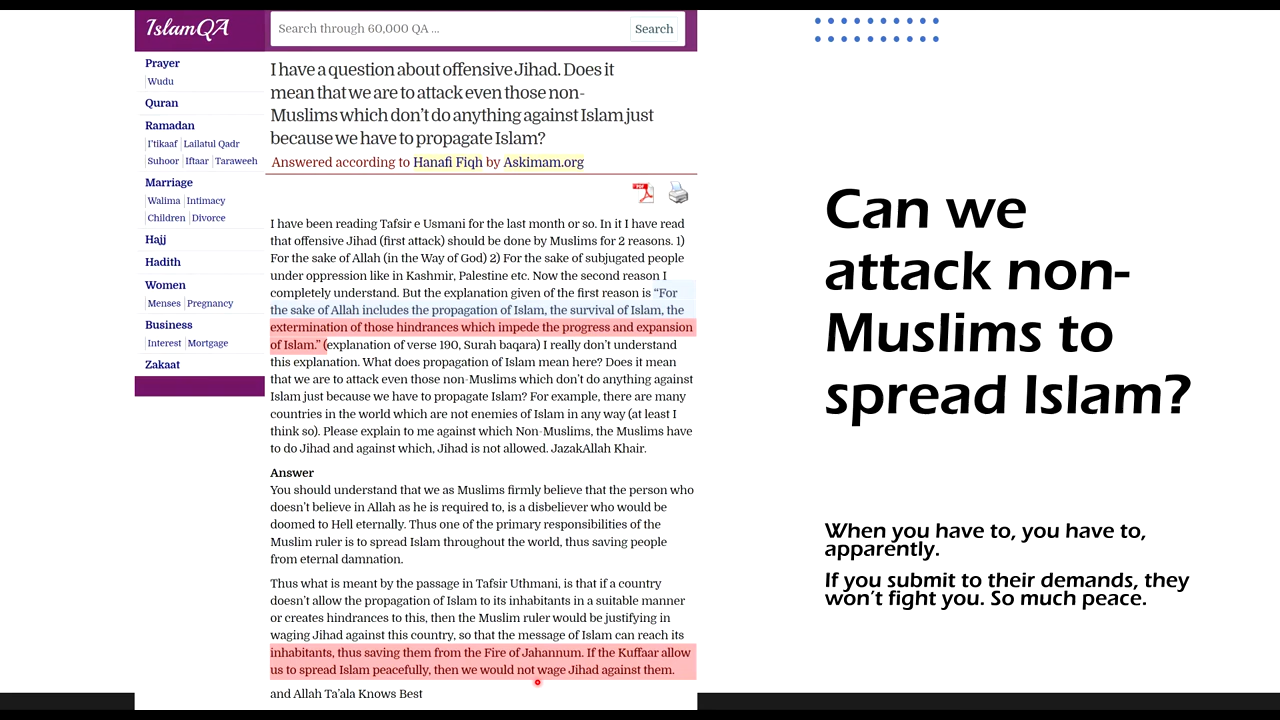 IslamQA
Search through 60,000 QA ...
Search
Prayer
Wudu
Quran
Ramadan
I'tikaaf Lailatul Qadr
Suhoor Iftaar Taraweeh
Marriage
Walima Intimacy
Children Divorce
Hajj
Hadith
Women
Menses Pregnancy
Business
Interest Mortgage
Zakaat
I have a question about offensive Jihad. Does it
mean that we are to attack even those non-
Muslims which don't do anything against Islam just
because we have to propagate Islam?
Answered according to Hanafi Fiqh by Askimam.org
PDF
I have been reading Tafsir e Usmani for the last month or so. In it I have read
that offensive Jihad (first attack) should be done by Muslims for 2 reasons. 1)
For the sake of Allah (in the Way of God) 2) For the sake of subjugated people
under oppression like in Kashmir, Palestine etc. Now the second reason I
completely understand. But the explanation given of the first reason is “For
the sake of Allah includes the propagation of Islam, the survival of Islam, the
extermination of those hindrances which impede the progress and expansion
of Islam.” (explanation of verse 190, Surah baqara) I really don't understand
this explanation. What does propagation of Islam mean here? Does it mean
that we are to attack even those non-Muslims which don't do anything against
Islam just because we have to propagate Islam? For example, there are many
countries in the world which are not enemies of Islam in any way (at least I
think so). Please explain to me against which Non-Muslims, the Muslims have
to do Jihad and against which, Jihad is not allowed. JazakAllah Khair.
Answer
You should understand that we as Muslims firmly believe that the person who
doesn't believe in Allah as he is required to, is a disbeliever who would be
doomed to Hell eternally. Thus one of the primary responsibilities of the
Muslim ruler is to spread Islam throughout the world, thus saving people
from eternal damnation.
Thus what is meant by the passage in Tafsir Uthmani, is that if a country
doesn't allow the propagation of Islam to its inhabitants in a suitable manner
or creates hindrances to this, then the Muslim ruler would be justifying in
waging Jihad against this country, so that the message of Islam can reach its
inhabitants, thus saving them from the Fire of Jahannum. If the Kuffaar allow
us to spread Islam peacefully, then we would not wage Jihad against them.
and Allah Ta'ala Knows Best
Can we
attack non-
Muslims to
spread Islam?
When you have to, you have to,
apparently.
If you submit to their demands, they
won't fight you. So much peace.